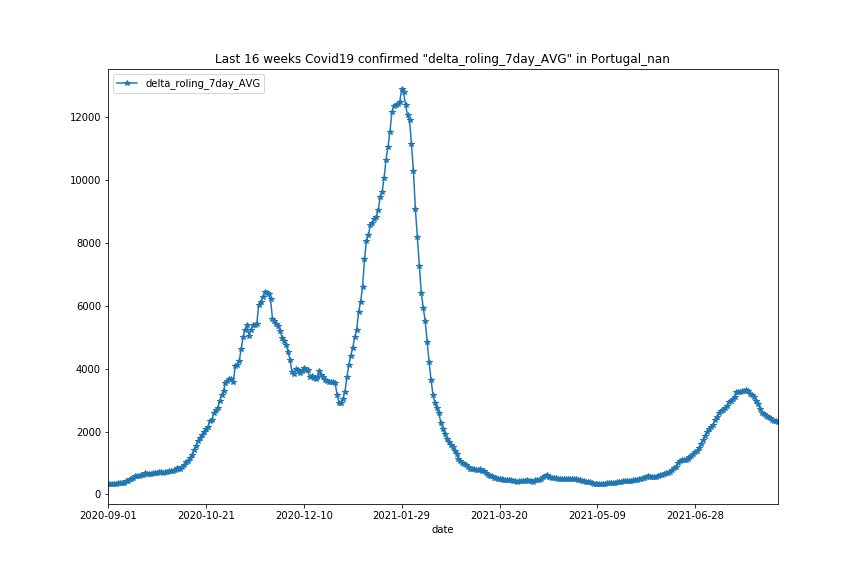 Last 16 weeks Covid19 confirmed "delta_roling_7day_AVG" in Portugal_nan
delta_roling_7day_AVG
12000
10000
8000
6000
4000
2000
0
2020-09-01 2020-10-21 2020-12-10 2021-01-29 2021-03-20 2021-05-09 2021-06-28
date